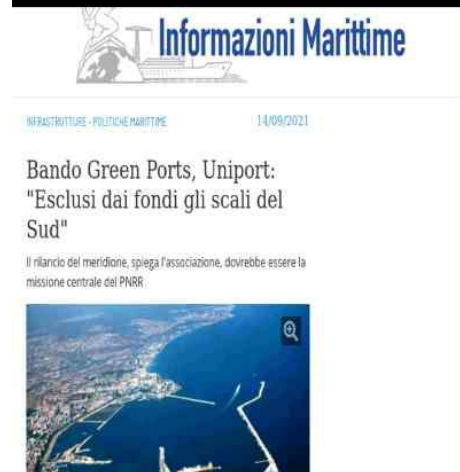 Informazioni Marittime
INFRASTRUTTURE - POLITICHE MARITTIME 14/09/2021
Bando Green Ports, Uniport:
"Esclusi dai fondi gli scali del
Sud"
Il rilancio del meridione, spiega l'associazione, dovrebbe essere la
missione centrale del PNRR